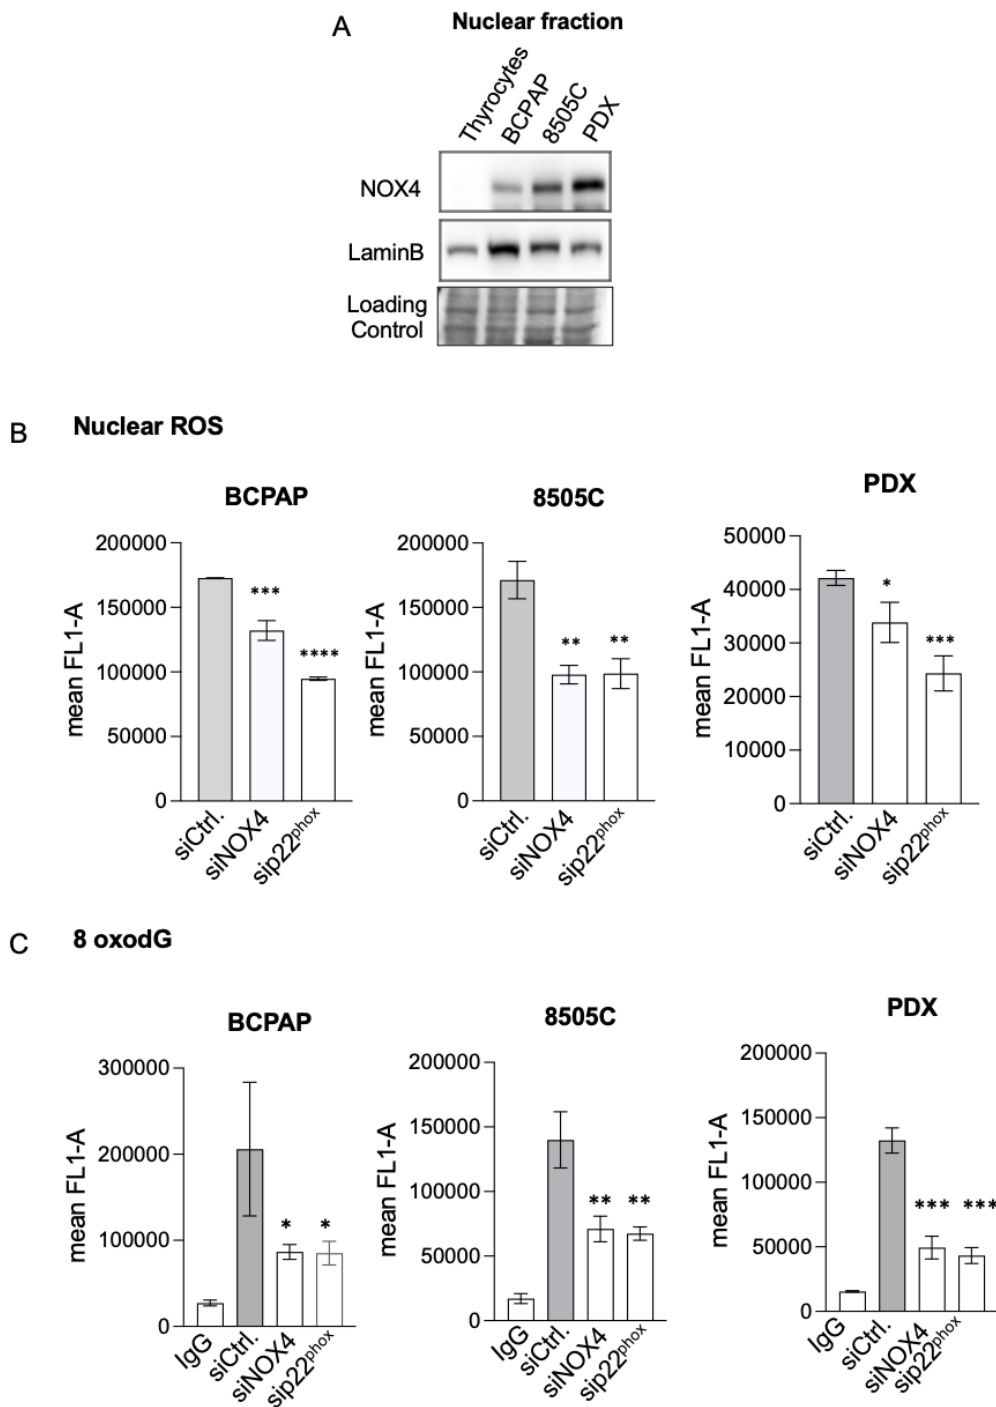 A
Nuclear fraction
Thyrocytes
BCPAP
8505C
PDX
NOX4
LaminB
Loading
Control
B
Nuclear ROS
BCPAP
mean FL1-A
200000
150000
100000
50000
0
***
****
siCtrl.
siNOX4
sip22phox
8505C
mean FL1-A
200000
150000
100000
50000
0
**
**
siCtrl.
siNOX4
sip22phox
PDX
mean FL1-A
50000
40000
30000
20000
10000
0
*
***
siCtrl.
siNOX4
sip22phox
C
8 oxodG
BCPAP
mean FL1-A
300000
200000
100000
0
*
*
IgG
siCtrl.
siNOX4
sip22phox
8505C
mean FL1-A
200000
150000
100000
50000
0
**
**
IgG
siCtrl.
siNOX4
sip22phox
PDX
mean FL1-A
200000
150000
100000
50000
0
***
***
IgG
siCtrl.
siNOX4
sip22phox